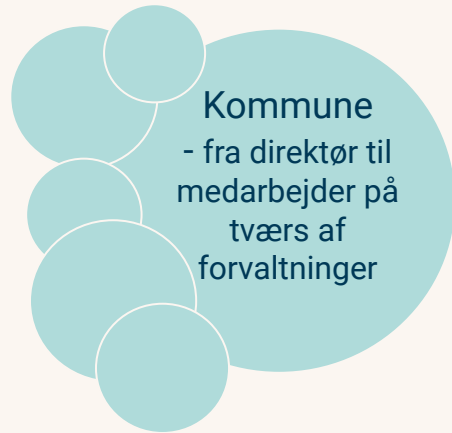 Kommune
- fra direktør til
medarbejder på
tværs af
forvaltninger